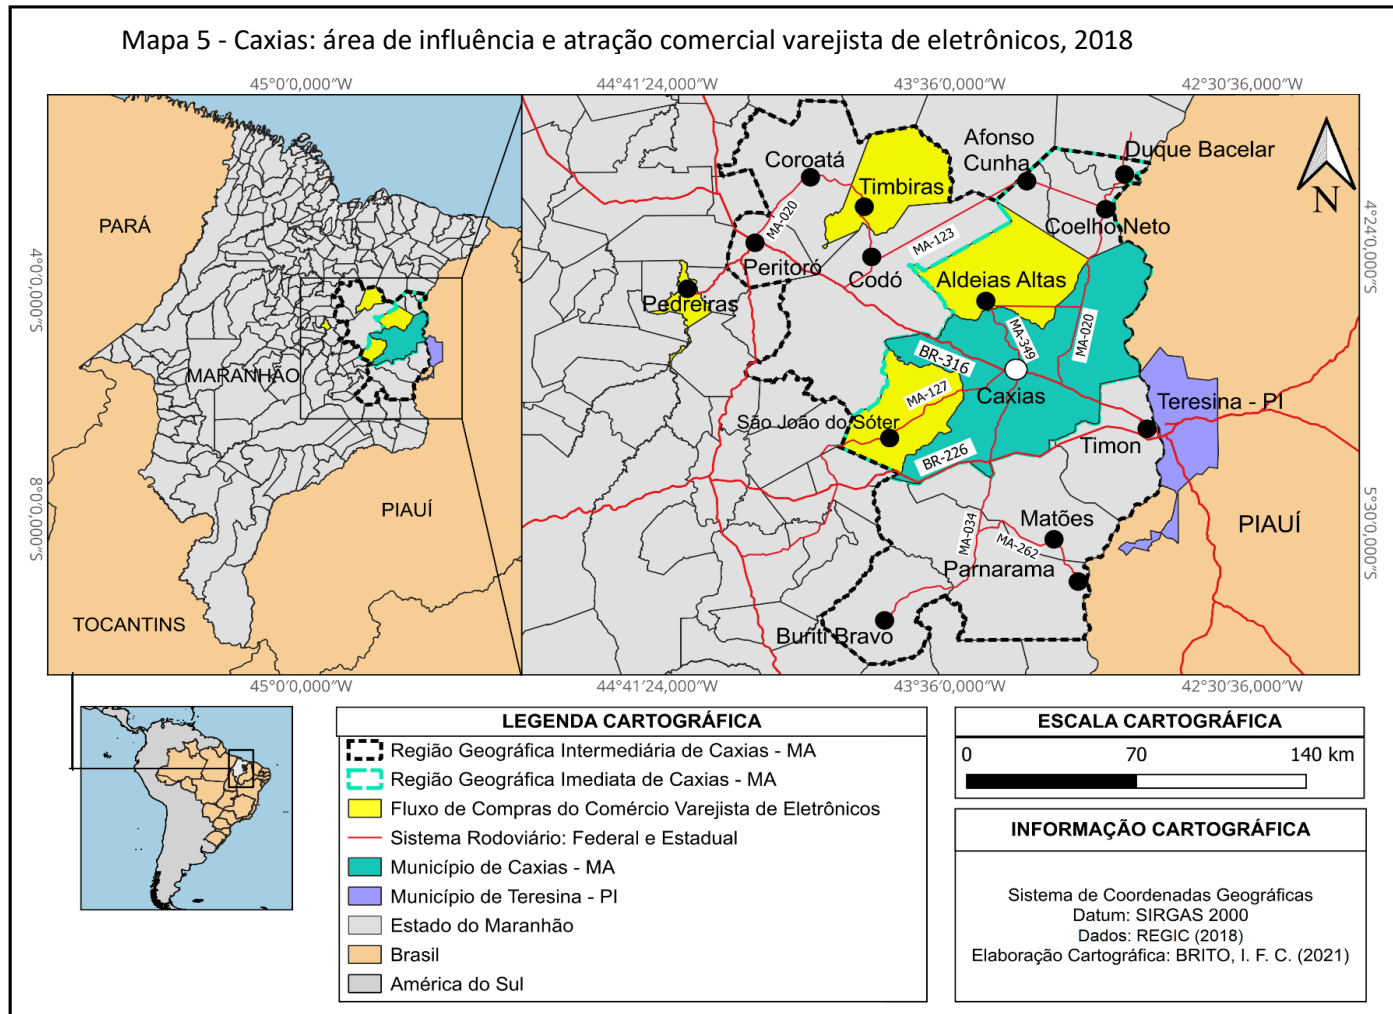 Mapa 5 - Caxias: área de influência e atração comercial varejista de eletrônicos, 2018
45°0'0,000"W
44°41'24,000"W
43°36'0,000"W
42°30'36,000"W
4°0'0,000"S
8°0'0,000"S
PARÁ
MARANHÃO
PIAUÍ
TOCANTINS
Coroatá
Afonso
Cunha
Duque Bacelar
Timbiras
Coelho Neto
MA-020
MA-123
Peritoró
Codó
Aldeias Altas
Pedreiras
MA-349
MA-020
BR-316
MA-127
Caxias
São João do Sóter
BR-226
Timon
Teresina - PI
MA-034
Matões
MA-262
Parnarama
Buriti Bravo
PIAUÍ
N
4°24'0,000"S
5°30'0,000"S
45°0'0,000"W
44°41'24,000"W
43°36'0,000"W
42°30'36,000"W
LEGENDA CARTOGRÁFICA
Região Geográfica Intermediária de Caxias - MA
Região Geográfica Imediata de Caxias - MA
Fluxo de Compras do Comércio Varejista de Eletrônicos
Sistema Rodoviário: Federal e Estadual
Município de Caxias - MA
Município de Teresina - PI
Estado do Maranhão
Brasil
América do Sul
ESCALA CARTOGRÁFICA
0 70 140 km
INFORMAÇÃO CARTOGRÁFICA
Sistema de Coordenadas Geográficas
Datum: SIRGAS 2000
Dados: REGIC (2018)
Elaboração Cartográfica: BRITO, I. F. C. (2021)